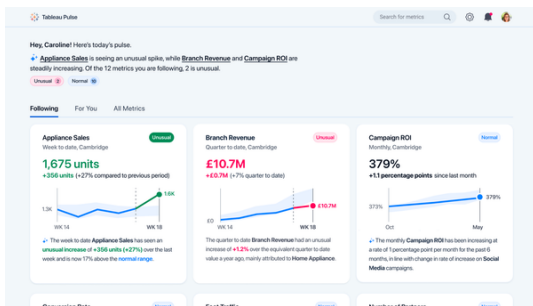 Tableau Pulse
Search for metrics
Hey, Caroline! Here's today's pulse.
Appliance Sales is seeing an unusual spike, while Branch Revenue and Campaign ROI are
steadily increasing. Of the 12 metrics you are following, 2 is unusual.
Unusual 2 Normal 10
Following For You All Metrics
Appliance Sales Unusual
Week to date, Cambridge
1,675 units
+356 units (+27% compared to previous period)
1.6K
1.3K
WK 14 WK 18
The week to date Appliance Sales has seen an
unusual increase of +356 units (+27%) over the last
week and is now 17% above the normal range.
Branch Revenue Unusual
Quarter to date, Cambridge
£10.7M
+£0.7M (+7% quarter to date)
£10.7M
£0
WK 14 WK 18
The quarter to date Branch Revenue had an unusual
increase of +1.2% over the equivalent quarter to date
value a year ago, mainly attributed to Home Appliance.
Campaign ROI Normal
Monthly, Cambridge
379%
+1.1 percentage points since last month
379%
373%
Oct May
The monthly Campaign ROI has been increasing at
a rate of 1 percentage point per month for the past 6
months, in line with change in rate of increase on Social
Media campaigns.